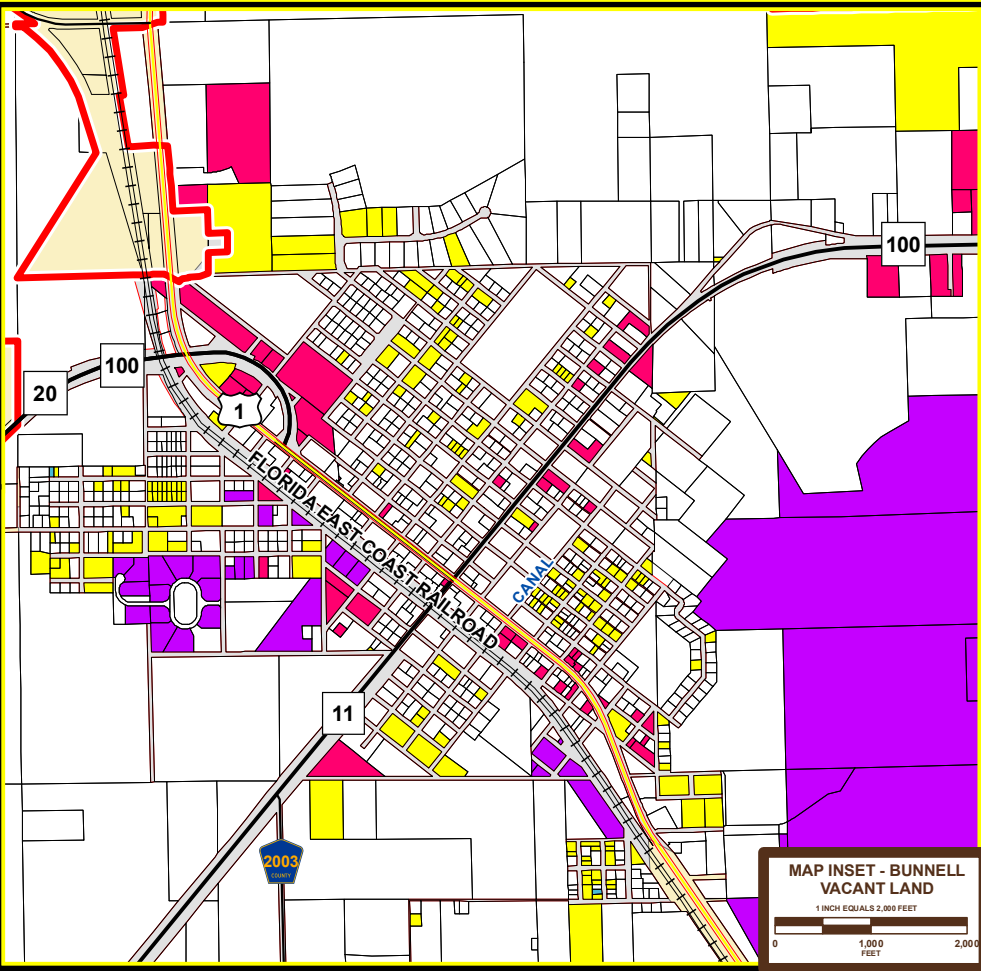 100
100
20
1
FLORIDA EAST COAST RAILROAD
CANAL
11
2003
COUNTY
MAP INSET - BUNNELL
VACANT LAND
1 INCH EQUALS 2,000 FEET
0 1,000 2,000
FEET